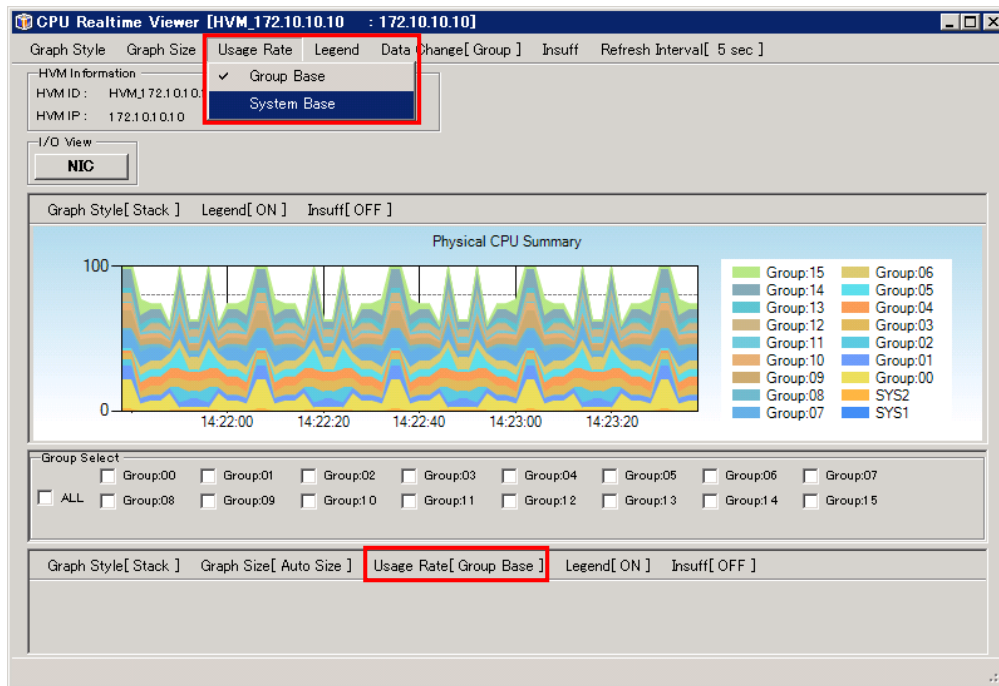 CPU Realtime Viewer [HVM_172.10.10.10 : 172.10.10.10]
Graph Style Graph Size Usage Rate Legend Data Change[ Group ] Insuff Refresh Interval[ 5 sec ]
✓ Group Base
System Base
HVM Information
HVM ID : HVM_172.10.10.
HVM IP : 172.10.10.10
I/O View
NIC
Graph Style[ Stack ] Legend[ ON ] Insuff[ OFF ]
Physical CPU Summary
100
0
14:22:00 14:22:20 14:22:40 14:23:00 14:23:20
Group:15 Group:06
Group:14 Group:05
Group:13 Group:04
Group:12 Group:03
Group:11 Group:02
Group:10 Group:01
Group:09 Group:00
Group:08 SYS2
Group:07 SYS1
Group Select
Group:00 Group:01 Group:02 Group:03 Group:04 Group:05 Group:06 Group:07
ALL Group:08 Group:09 Group:10 Group:11 Group:12 Group:13 Group:14 Group:15
Graph Style[ Stack ] Graph Size[ Auto Size ] Usage Rate[ Group Base ] Legend[ ON ] Insuff[ OFF ]